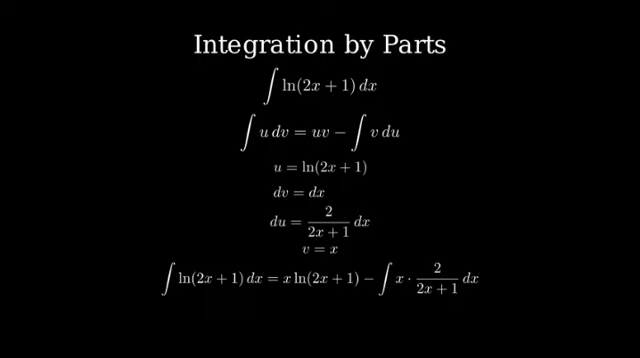 Integration by Parts
∫ ln(2x + 1) dx
∫ u dv = uv − ∫ v du
u = ln(2x + 1)
dv = dx
du = 2/(2x + 1) dx
v = x
∫ ln(2x + 1) dx = x ln(2x + 1) − ∫ x · 2/(2x + 1) dx